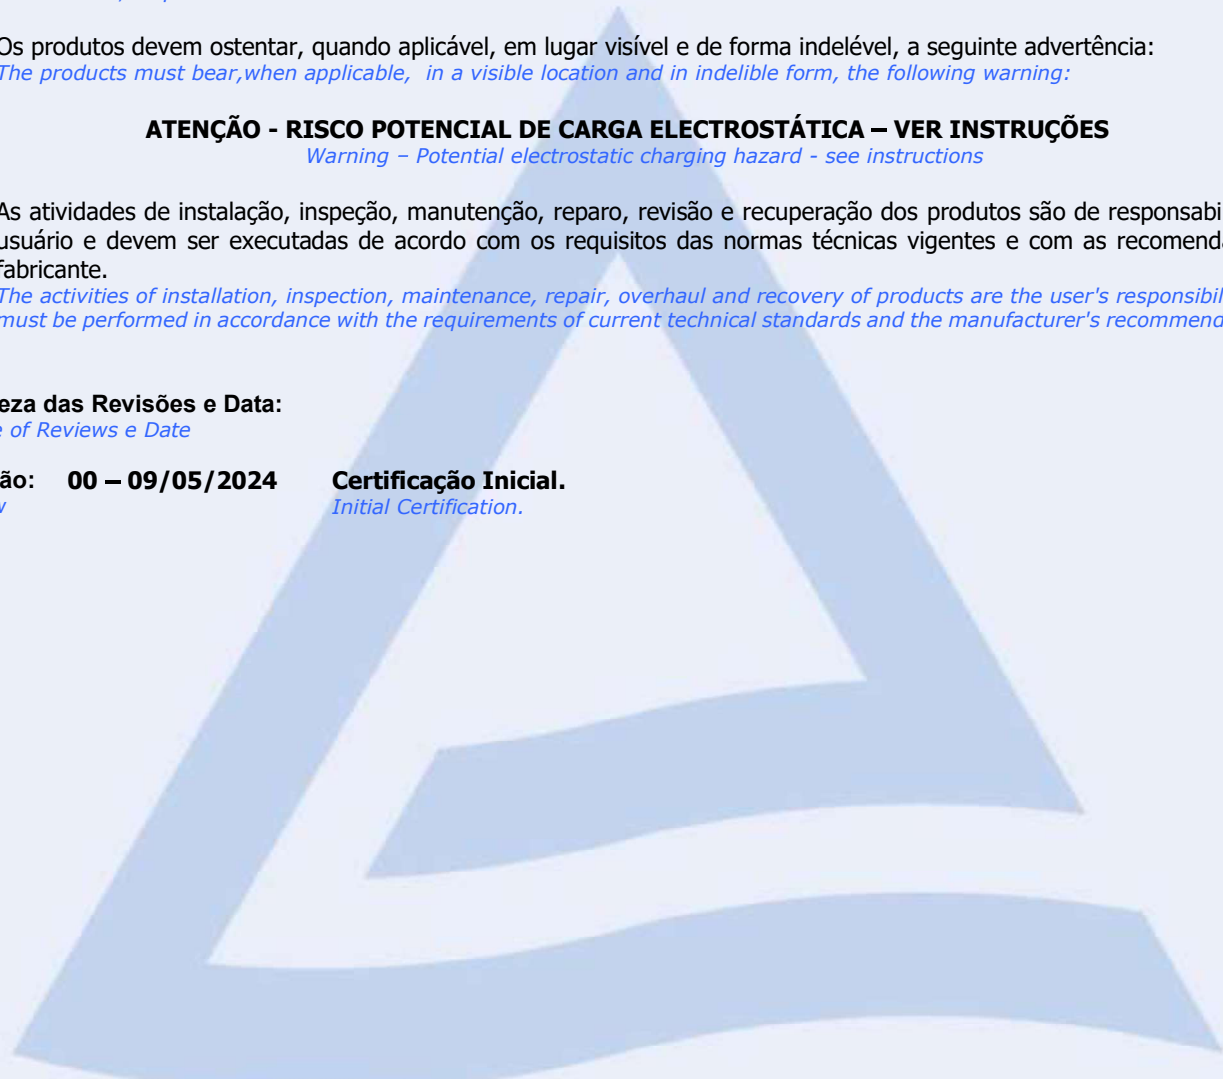 Os produtos devem ostentar, quando aplicável, em lugar visível e de forma indelével, a seguinte advertência:
The products must bear,when applicable, in a visible location and in indelible form, the following warning:
ATENÇÃO - RISCO POTENCIAL DE CARGA ELECTROSTÁTICA – VER INSTRUÇÕES
Warning – Potential electrostatic charging hazard - see instructions
As atividades de instalação, inspeção, manutenção, reparo, revisão e recuperação dos produtos são de responsabi
usuário e devem ser executadas de acordo com os requisitos das normas técnicas vigentes e com as recomenda
fabricante.
The activities of installation, inspection, maintenance, repair, overhaul and recovery of products are the user's responsibil
must be performed in accordance with the requirements of current technical standards and the manufacturer's recommend
eza das Revisões e Data:
e of Reviews e Date
ão: 00 – 09/05/2024 Certificação Inicial.
Initial Certification.